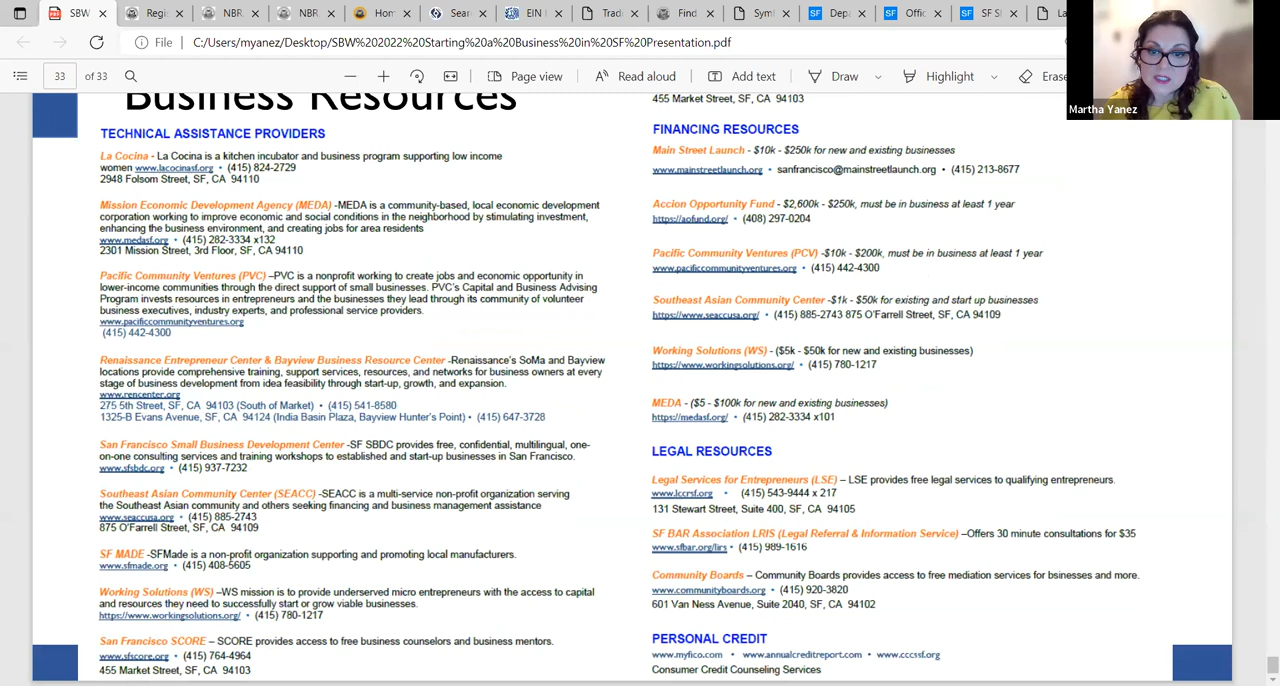 SBW
Regis
NBR
NBR
Hom
Sear
EIN I
Trad
Find
Symb
Depa
Offic
SF S
La
File
C:/Users/myanez/Desktop/SBW%202022%20Starting%20a%20Business%20in%20SF%20Presentation.pdf
33 of 33
Page view
Read aloud
Add text
Draw
Highlight
Erase
Martha Yanez
Business Resources
TECHNICAL ASSISTANCE PROVIDERS
La Cocina - La Cocina is a kitchen incubator and business program supporting low income
women www.lacocinasf.org • (415) 824-2729
2948 Folsom Street, SF, CA 94110
Mission Economic Development Agency (MEDA) -MEDA is a community-based, local economic development
corporation working to improve economic and social conditions in the neighborhood by stimulating investment,
enhancing the business environment, and creating jobs for area residents
www.medasf.org • (415) 282-3334 x132
2301 Mission Street, 3rd Floor, SF, CA 94110
Pacific Community Ventures (PVC) –PVC is a nonprofit working to create jobs and economic opportunity in
lower-income communities through the direct support of small businesses. PVC's Capital and Business Advising
Program invests resources in entrepreneurs and the businesses they lead through its community of volunteer
business executives, industry experts, and professional service providers.
www.pacificcommunityventures.org
(415) 442-4300
Renaissance Entrepreneur Center & Bayview Business Resource Center -Renaissance's SoMa and Bayview
locations provide comprehensive training, support services, resources, and networks for business owners at every
stage of business development from idea feasibility through start-up, growth, and expansion.
www.rencenter.org
275 5th Street, SF, CA 94103 (South of Market) • (415) 541-8580
1325-B Evans Avenue, SF, CA 94124 (India Basin Plaza, Bayview Hunter's Point) • (415) 647-3728
San Francisco Small Business Development Center -SF SBDC provides free, confidential, multilingual, one-
on-one consulting services and training workshops to established and start-up businesses in San Francisco.
www.sfsbdc.org • (415) 937-7232
Southeast Asian Community Center (SEACC) -SEACC is a multi-service non-profit organization serving
the Southeast Asian community and others seeking financing and business management assistance
www.seaccusa.org • (415) 885-2743
875 O'Farrell Street, SF, CA 94109
SF MADE -SFMade is a non-profit organization supporting and promoting local manufacturers.
www.sfmade.org • (415) 408-5605
Working Solutions (WS) –WS mission is to provide underserved micro entrepreneurs with the access to capital
and resources they need to successfully start or grow viable businesses.
https://www.workingsolutions.org/ • (415) 780-1217
San Francisco SCORE – SCORE provides access to free business counselors and business mentors.
www.sfscore.org • (415) 764-4964
455 Market Street, SF, CA 94103
455 Market Street, SF, CA 94103
FINANCING RESOURCES
Main Street Launch - $10k - $250k for new and existing businesses
www.mainstreetlaunch.org • sanfrancisco@mainstreetlaunch.org • (415) 213-8677
Accion Opportunity Fund - $2,600k - $250k, must be in business at least 1 year
https://aofund.org/ • (408) 297-0204
Pacific Community Ventures (PCV) -$10k - $200k, must be in business at least 1 year
www.pacificcommunityventures.org • (415) 442-4300
Southeast Asian Community Center -$1k - $50k for existing and start up businesses
https://www.seaccusa.org/ • (415) 885-2743 875 O'Farrell Street, SF, CA 94109
Working Solutions (WS) - ($5k - $50k for new and existing businesses)
https://www.workingsolutions.org/ • (415) 780-1217
MEDA - ($5 - $100k for new and existing businesses)
https://medasf.org/ • (415) 282-3334 x101
LEGAL RESOURCES
Legal Services for Entrepreneurs (LSE) – LSE provides free legal services to qualifying entrepreneurs.
www.lccrsf.org • (415) 543-9444 x 217
131 Stewart Street, Suite 400, SF, CA 94105
SF BAR Association LRIS (Legal Referral & Information Service) –Offers 30 minute consultations for $35
www.sfbar.org/lirs • (415) 989-1616
Community Boards – Community Boards provides access to free mediation services for bsinesses and more.
www.communityboards.org • (415) 920-3820
601 Van Ness Avenue, Suite 2040, SF, CA 94102
PERSONAL CREDIT
www.myfico.com • www.annualcreditreport.com • www.cccssf.org
Consumer Credit Counseling Services